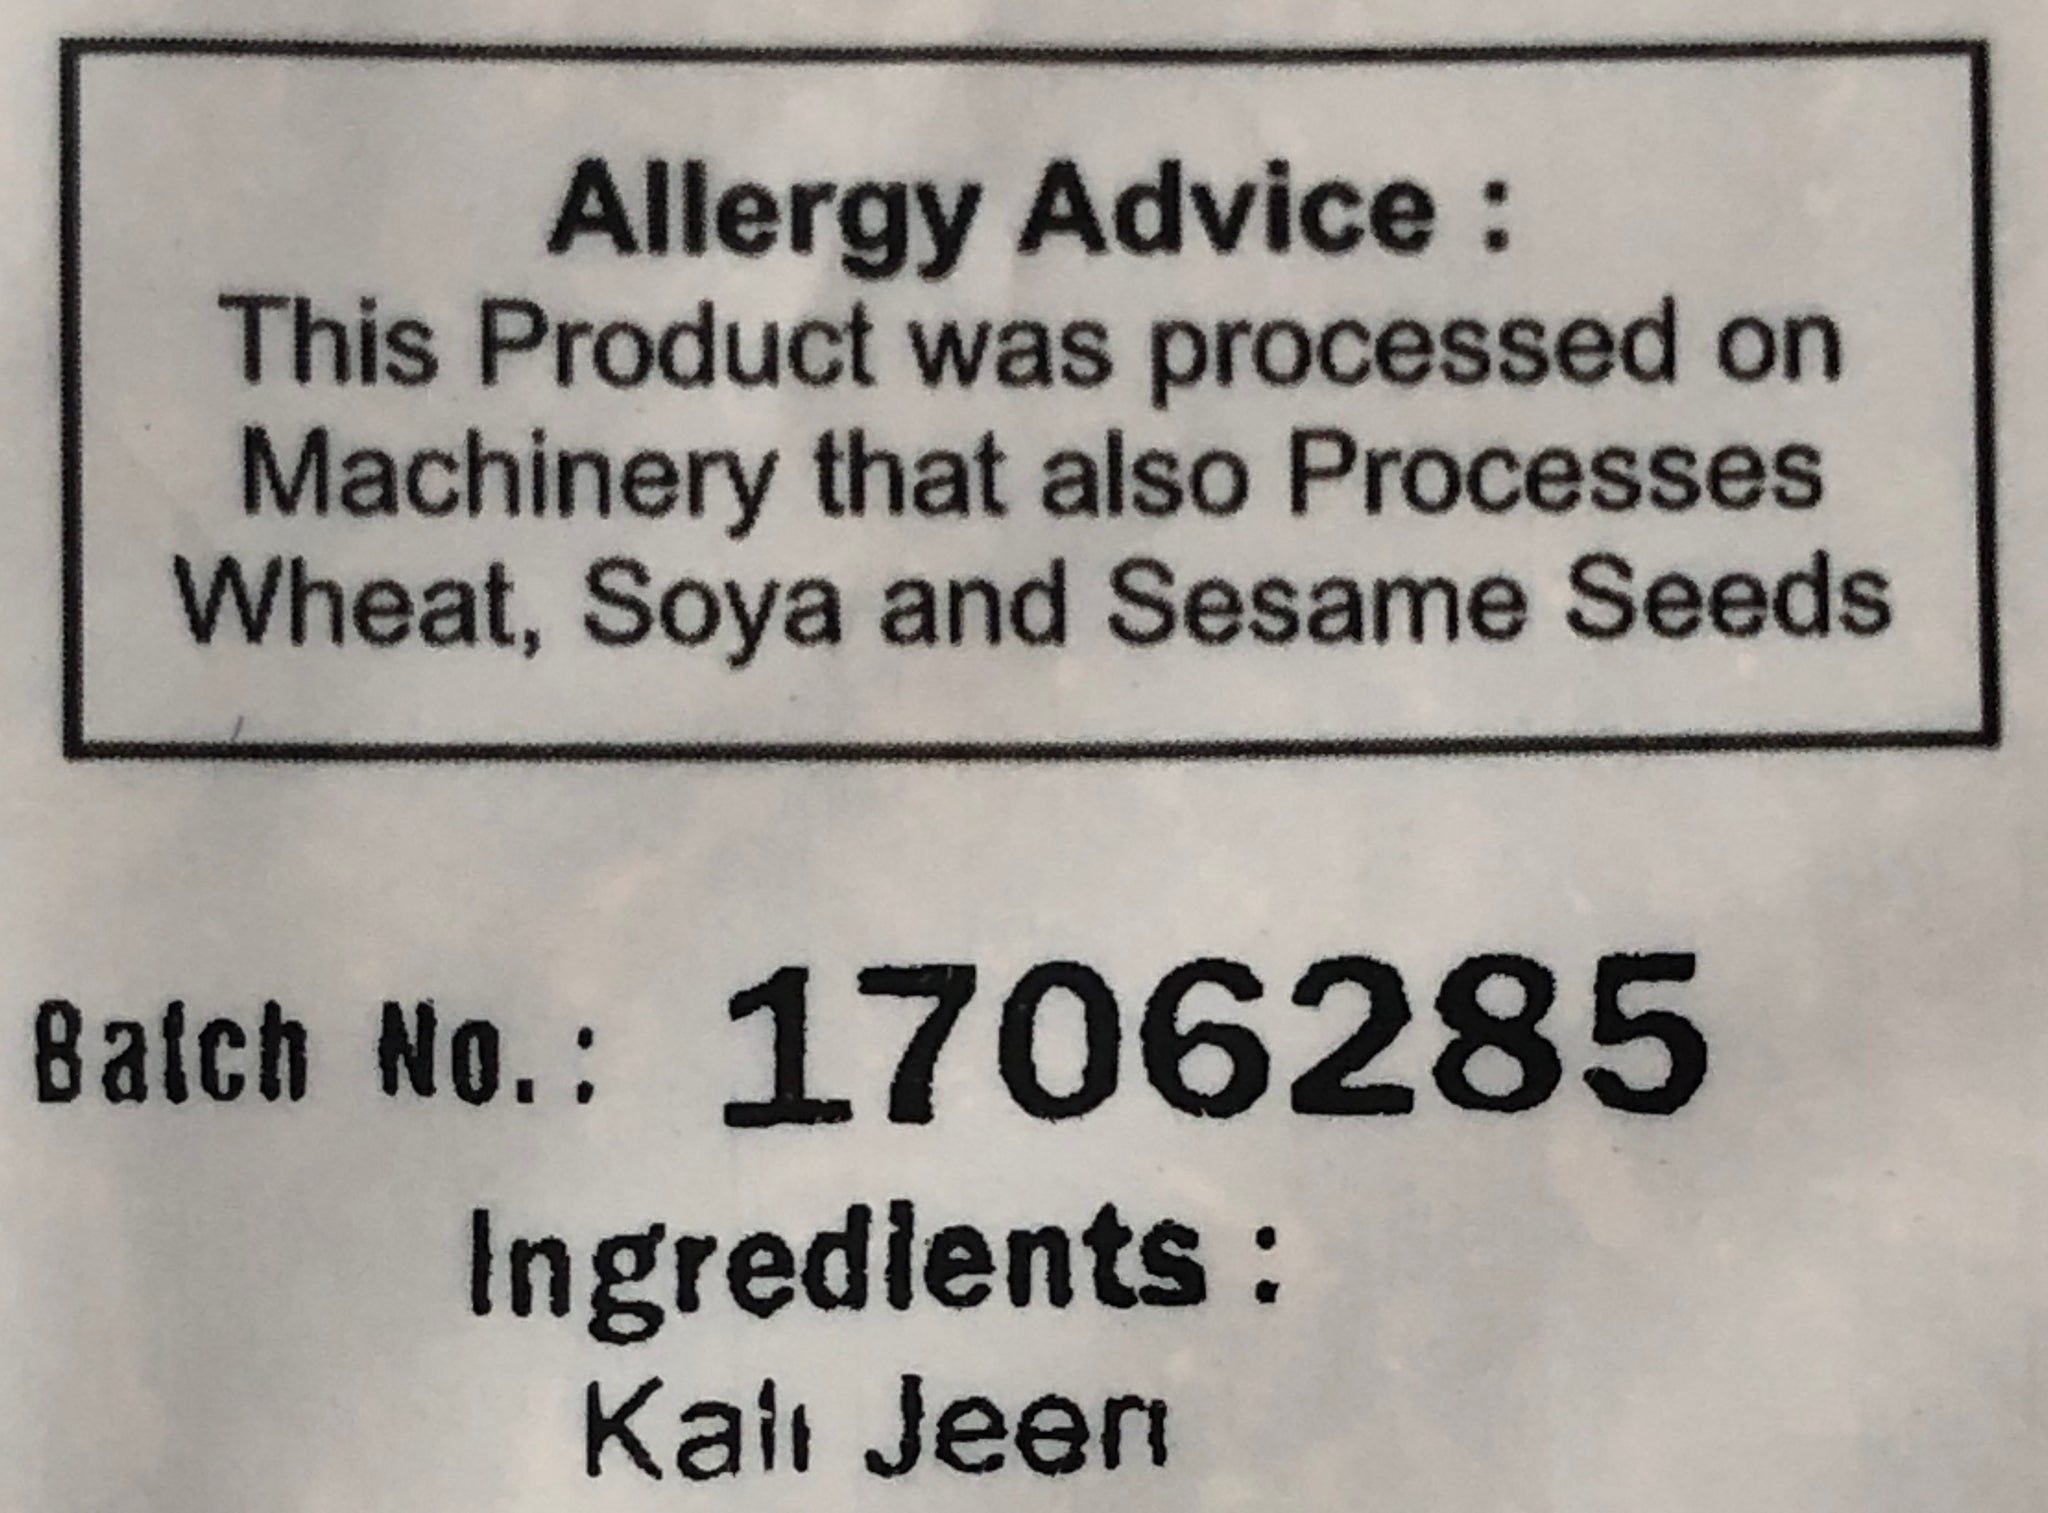 Allergy Advice :
This Product was processed on
Machinery that also Processes
Wheat, Soya and Sesame Seeds
Batch No. : 1706285
Ingredients :
Kali Jeeri